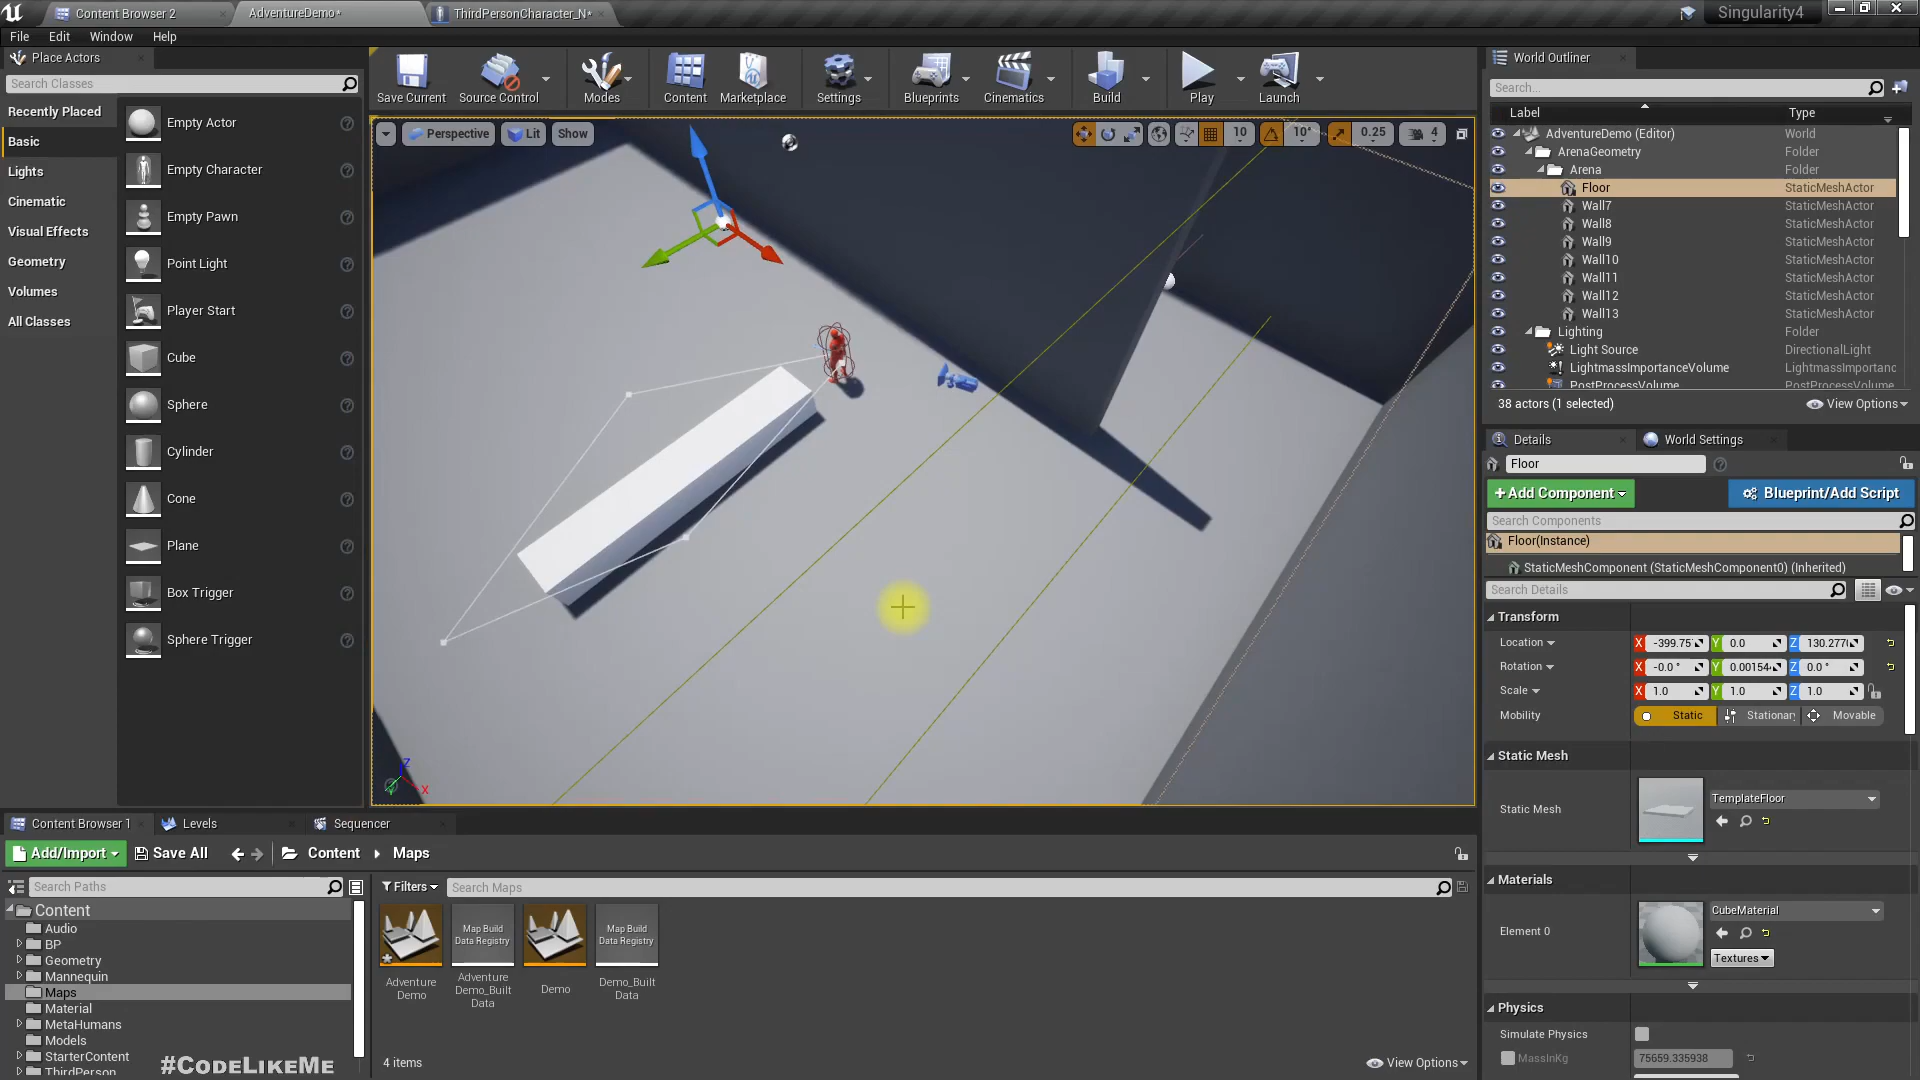 Content Browser 2
AdventureDemo*
ThirdPersonCharacter_N*
Singularity4
File Edit Window Help
Place Actors
Search Classes
Recently Placed
Basic
Lights
Cinematic
Visual Effects
Geometry
Volumes
All Classes
Empty Actor
Empty Character
Empty Pawn
Point Light
Player Start
Cube
Sphere
Cylinder
Cone
Plane
Box Trigger
Sphere Trigger
Save Current Source Control Modes Content Marketplace Settings Blueprints Cinematics Build Play Launch
Perspective Lit Show 10 10° 0.25 4
Z
X
World Outliner
Search...
Label Type
AdventureDemo (Editor) World
ArenaGeometry Folder
Arena Folder
Floor StaticMeshActor
Wall7 StaticMeshActor
Wall8 StaticMeshActor
Wall9 StaticMeshActor
Wall10 StaticMeshActor
Wall11 StaticMeshActor
Wall12 StaticMeshActor
Wall13 StaticMeshActor
Lighting Folder
Light Source DirectionalLight
LightmassImportanceVolume LightmassImportanc
PostProcessVolume PostProcessVolume
38 actors (1 selected) View Options
Details World Settings
Floor
+Add Component Blueprint/Add Script
Search Components
Floor(Instance)
StaticMeshComponent (StaticMeshComponent0) (Inherited)
Search Details
Transform
Location X -399.75 Y 0.0 Z 130.277
Rotation X -0.0 ° Y 0.00154 Z 0.0 °
Scale X 1.0 Y 1.0 Z 1.0
Mobility Static Stationar Movable
Static Mesh
Static Mesh TemplateFloor
Materials
Element 0 CubeMaterial
Textures
Physics
Simulate Physics
MassInKg 75659.335938
Content Browser 1 Levels Sequencer
Add/Import Save All Content Maps
Search Paths
Filters Search Maps
Content
Audio
BP
Geometry
Mannequin
Maps
Material
MetaHumans
Models
StarterContent
ThirdPerson
Adventure
Demo
Map Build
Data Registry
Adventure
Demo_Built
Data
Demo
Map Build
Data Registry
Demo_Built
Data
4 items View Options
#CodeLikeMe